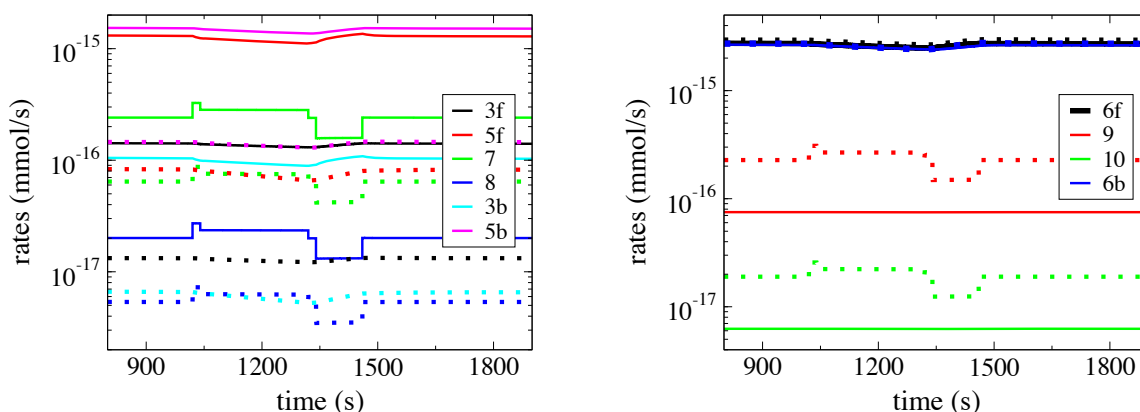 10^-15
10^-16
10^-17
rates (mmol/s)
900 1200 1500 1800
time (s)
3f
5f
7
8
3b
5b
10^-15
10^-16
10^-17
rates (mmol/s)
900 1200 1500 1800
time (s)
6f
9
10
6b